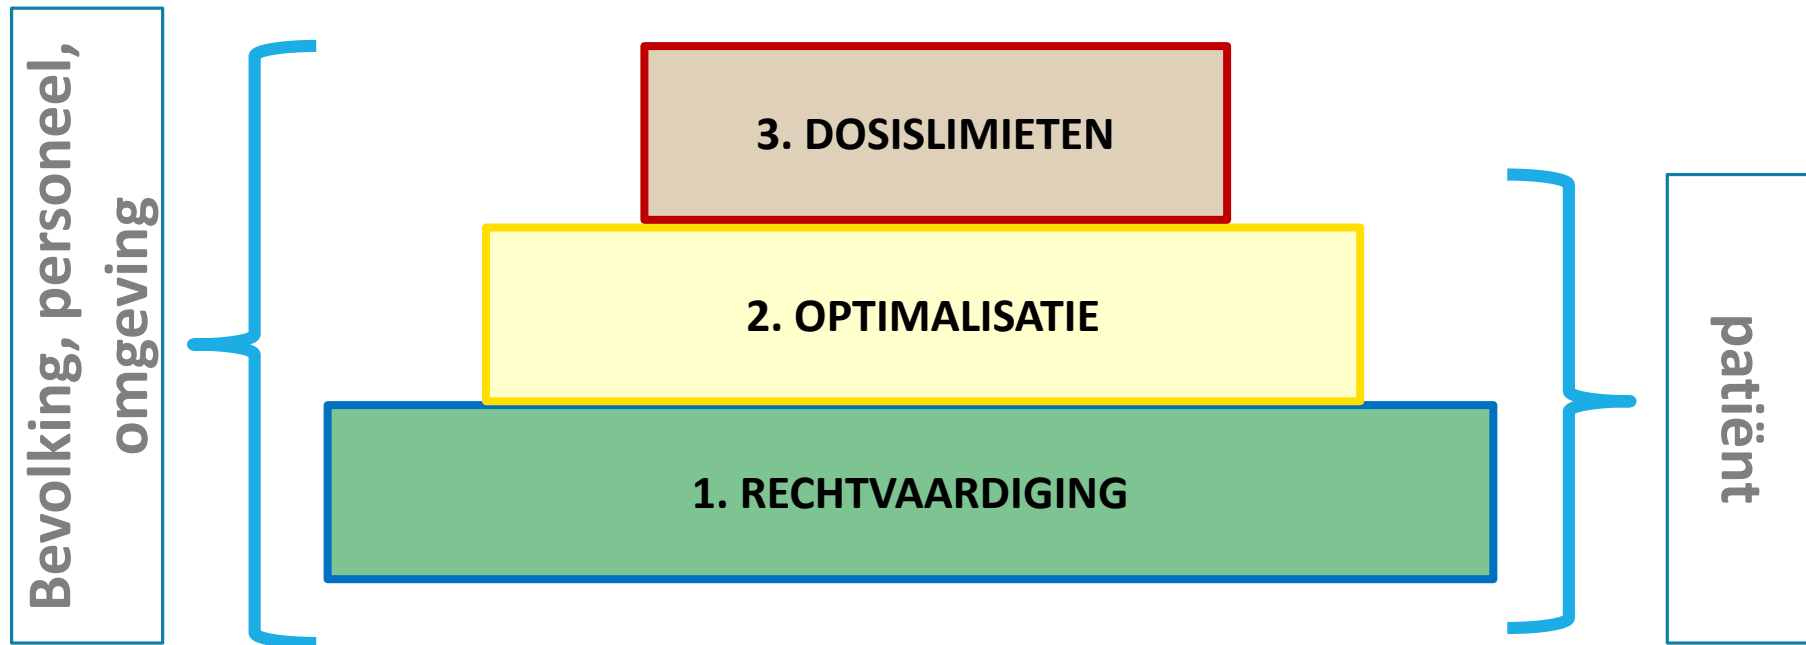 Bevolking, personeel,
omgeving
3. DOSISLIMIETEN
2. OPTIMALISATIE
1. RECHTVAARDIGING
patiënt